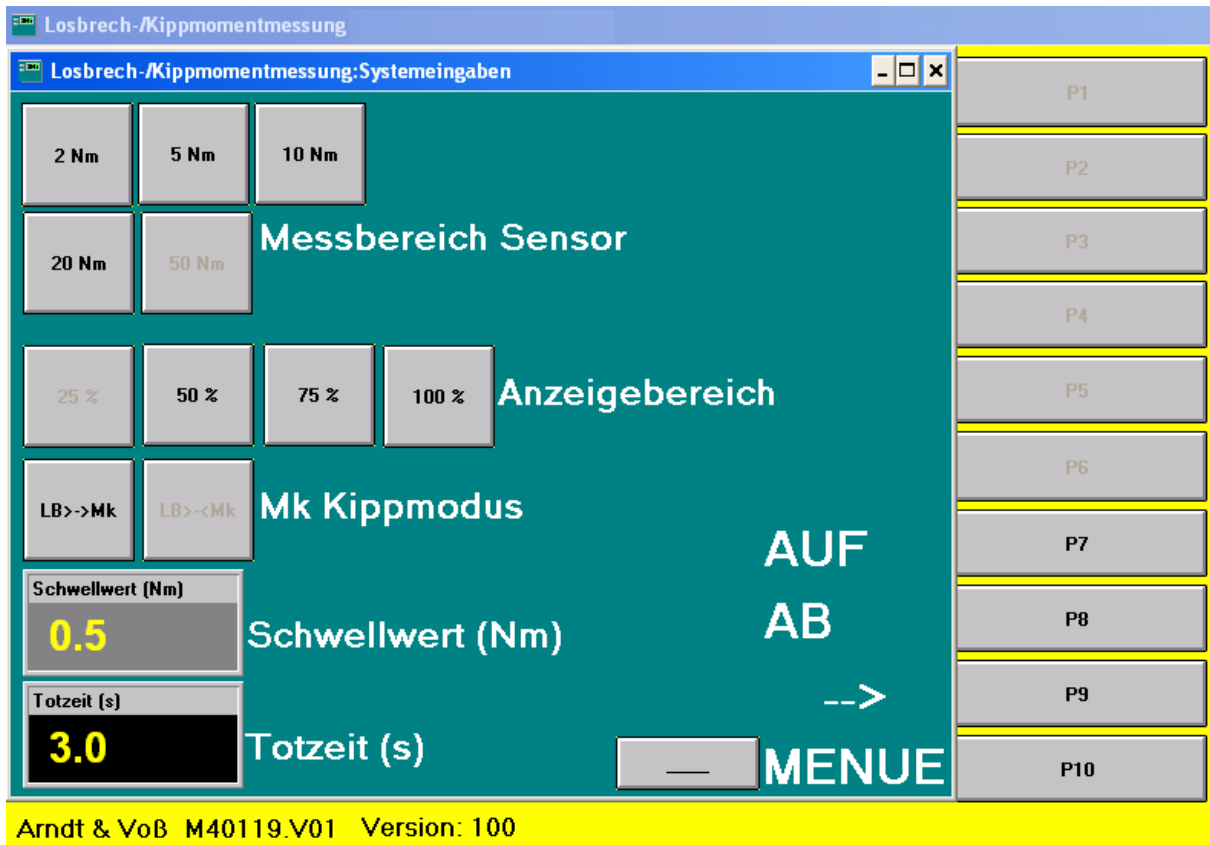 Losbrech-/Kippmomentmessung
Losbrech-/Kippmomentmessung:Systemeingaben
2 Nm 5 Nm 10 Nm
20 Nm 50 Nm Messbereich Sensor
25 % 50 % 75 % 100 % Anzeigebereich
LB>->Mk LB>-<Mk Mk Kippmodus
Schwellwert (Nm)
0.5 Schwellwert (Nm)
Totzeit (s)
3.0 Totzeit (s)
AUF
AB
-->
MENUE
P1
P2
P3
P4
P5
P6
P7
P8
P9
P10
Arndt & Voß M40119.V01 Version: 100